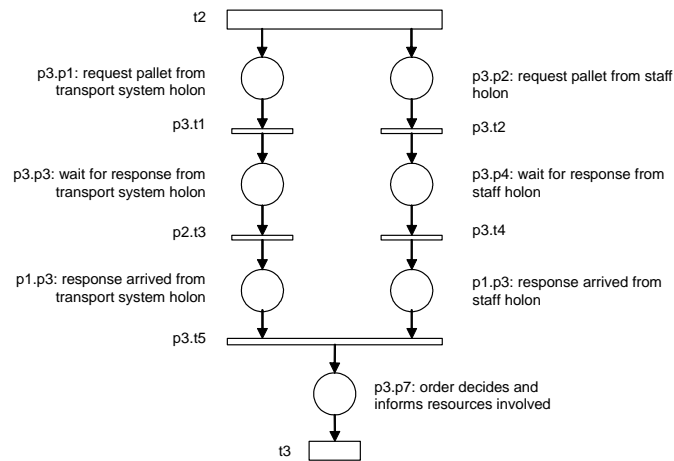 t2
p3.p1: request pallet from
transport system holon
p3.p2: request pallet from staff
holon
p3.t1
p3.t2
p3.p3: wait for response from
transport system holon
p3.p4: wait for response from
staff holon
p2.t3
p3.t4
p1.p3: response arrived from
transport system holon
p1.p3: response arrived from
staff holon
p3.t5
p3.p7: order decides and
informs resources involved
t3